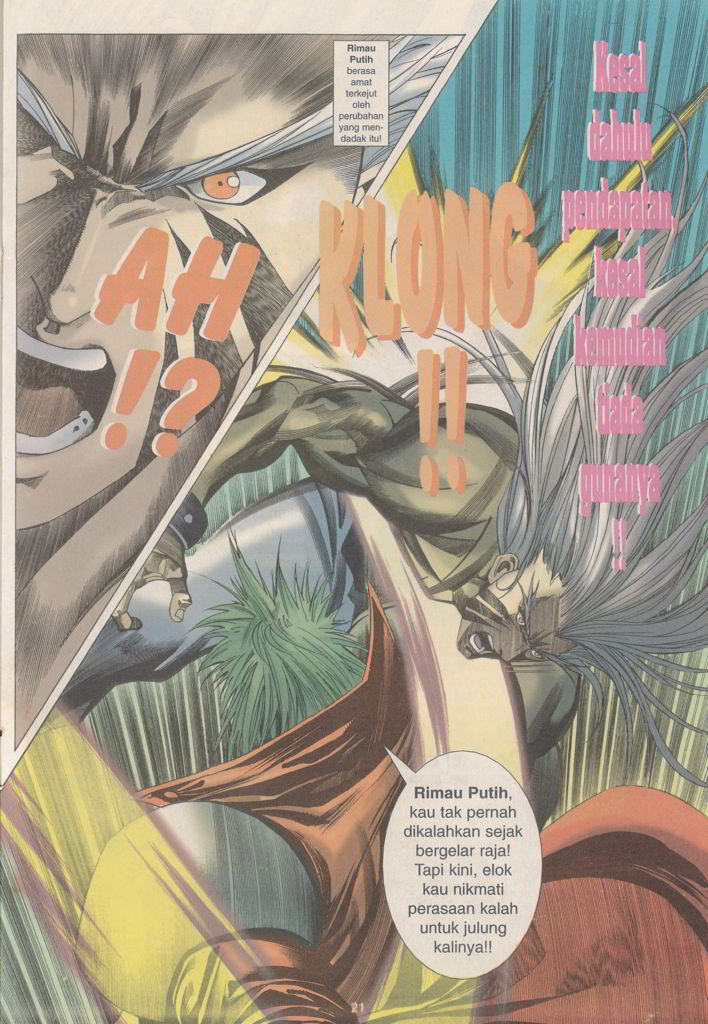 Rimau
Putih
berasa
amat
terkejut
oleh
perubahan
yang men-
dadak itu!
AH
!?
KLONG
!!
Kesal
dahulu
pendapatan,
kesal
kemudian
tiada
gunanya
!!
Rimau Putih,
kau tak pernah
dikalahkan sejak
bergelar raja!
Tapi kini, elok
kau nikmati
perasaan kalah
untuk julung
kalinya!!
21